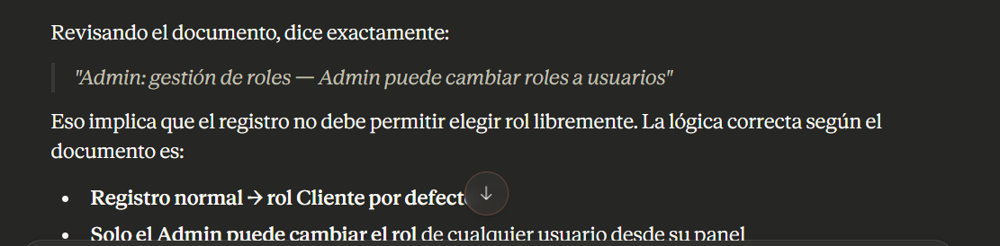 Revisando el documento, dice exactamente:
"Admin: gestión de roles — Admin puede cambiar roles a usuarios"
Eso implica que el registro no debe permitir elegir rol libremente. La lógica correcta según el
documento es:
• Registro normal → rol Cliente por defect
• Solo el Admin puede cambiar el rol de cualquier usuario desde su panel